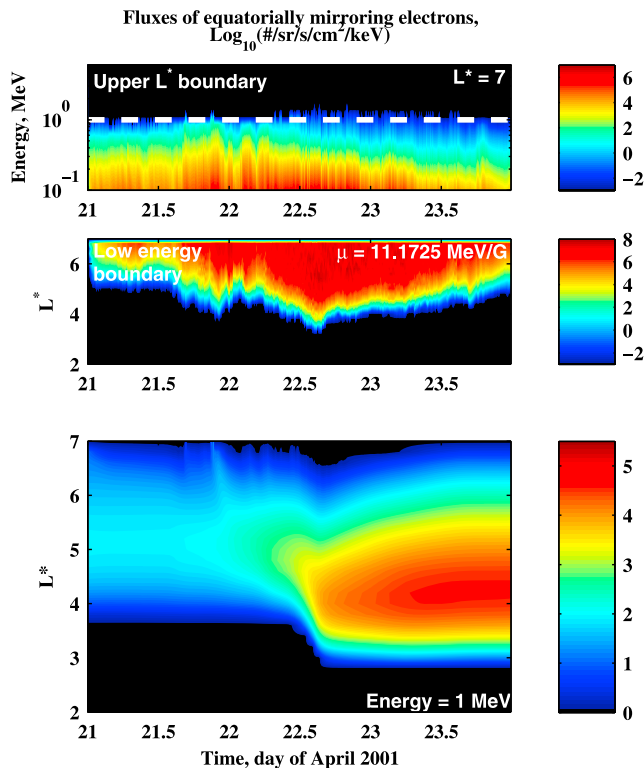 Fluxes of equatorially mirroring electrons,
Log10(#/sr/s/cm2/keV)
Upper L* boundary
L* = 7
Energy, MeV
10^0
10^0
10^-1
21 21.5 22 22.5 23 23.5
6
4
2
0
−2
Low energy
boundary
μ = 11.1725 MeV/G
L*
6
4
2
21 21.5 22 22.5 23 23.5
8
6
4
2
0
−2
L*
7
6
5
4
3
2
Energy = 1 MeV
21 21.5 22 22.5 23 23.5
Time, day of April 2001
5
4
3
2
1
0